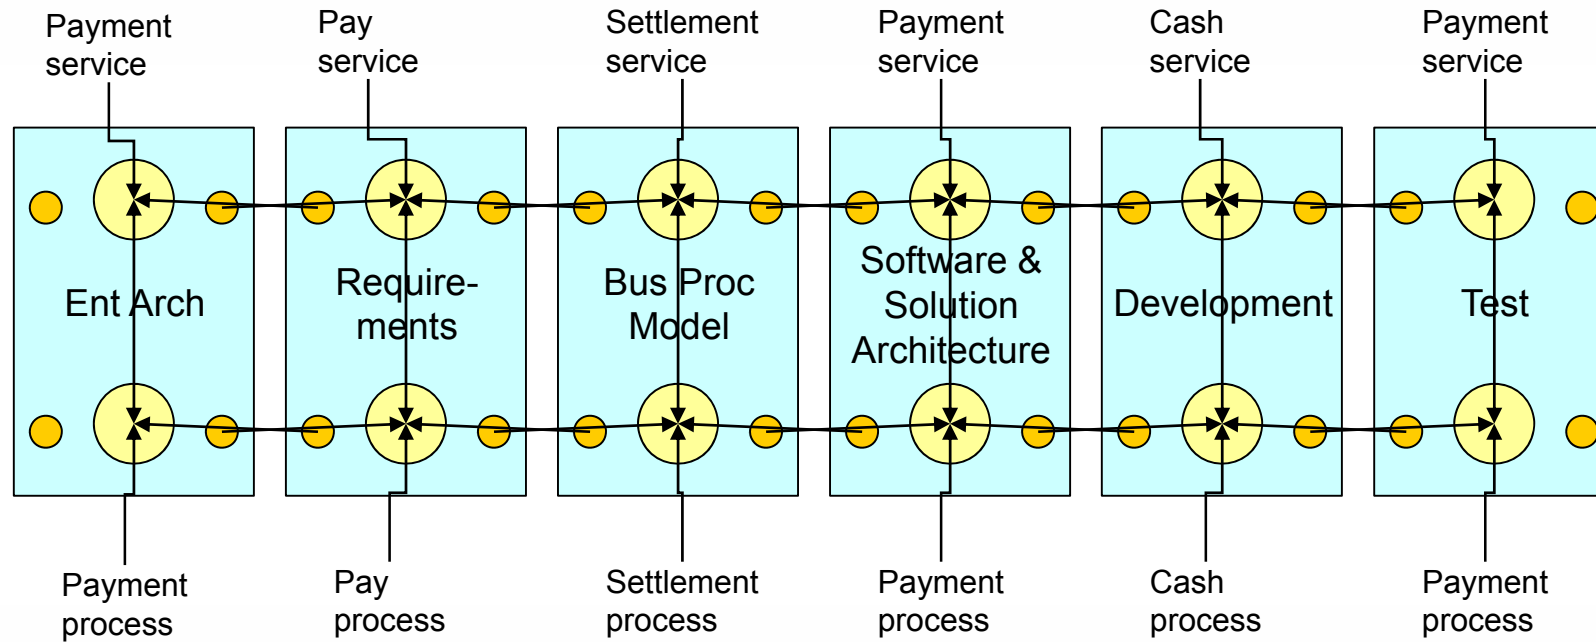 Payment
service
Pay
service
Settlement
service
Payment
service
Cash
service
Payment
service
Ent Arch
Require-
ments
Bus Proc
Model
Software &
Solution
Architecture
Development
Test
Payment
process
Pay
process
Settlement
process
Payment
process
Cash
process
Payment
process